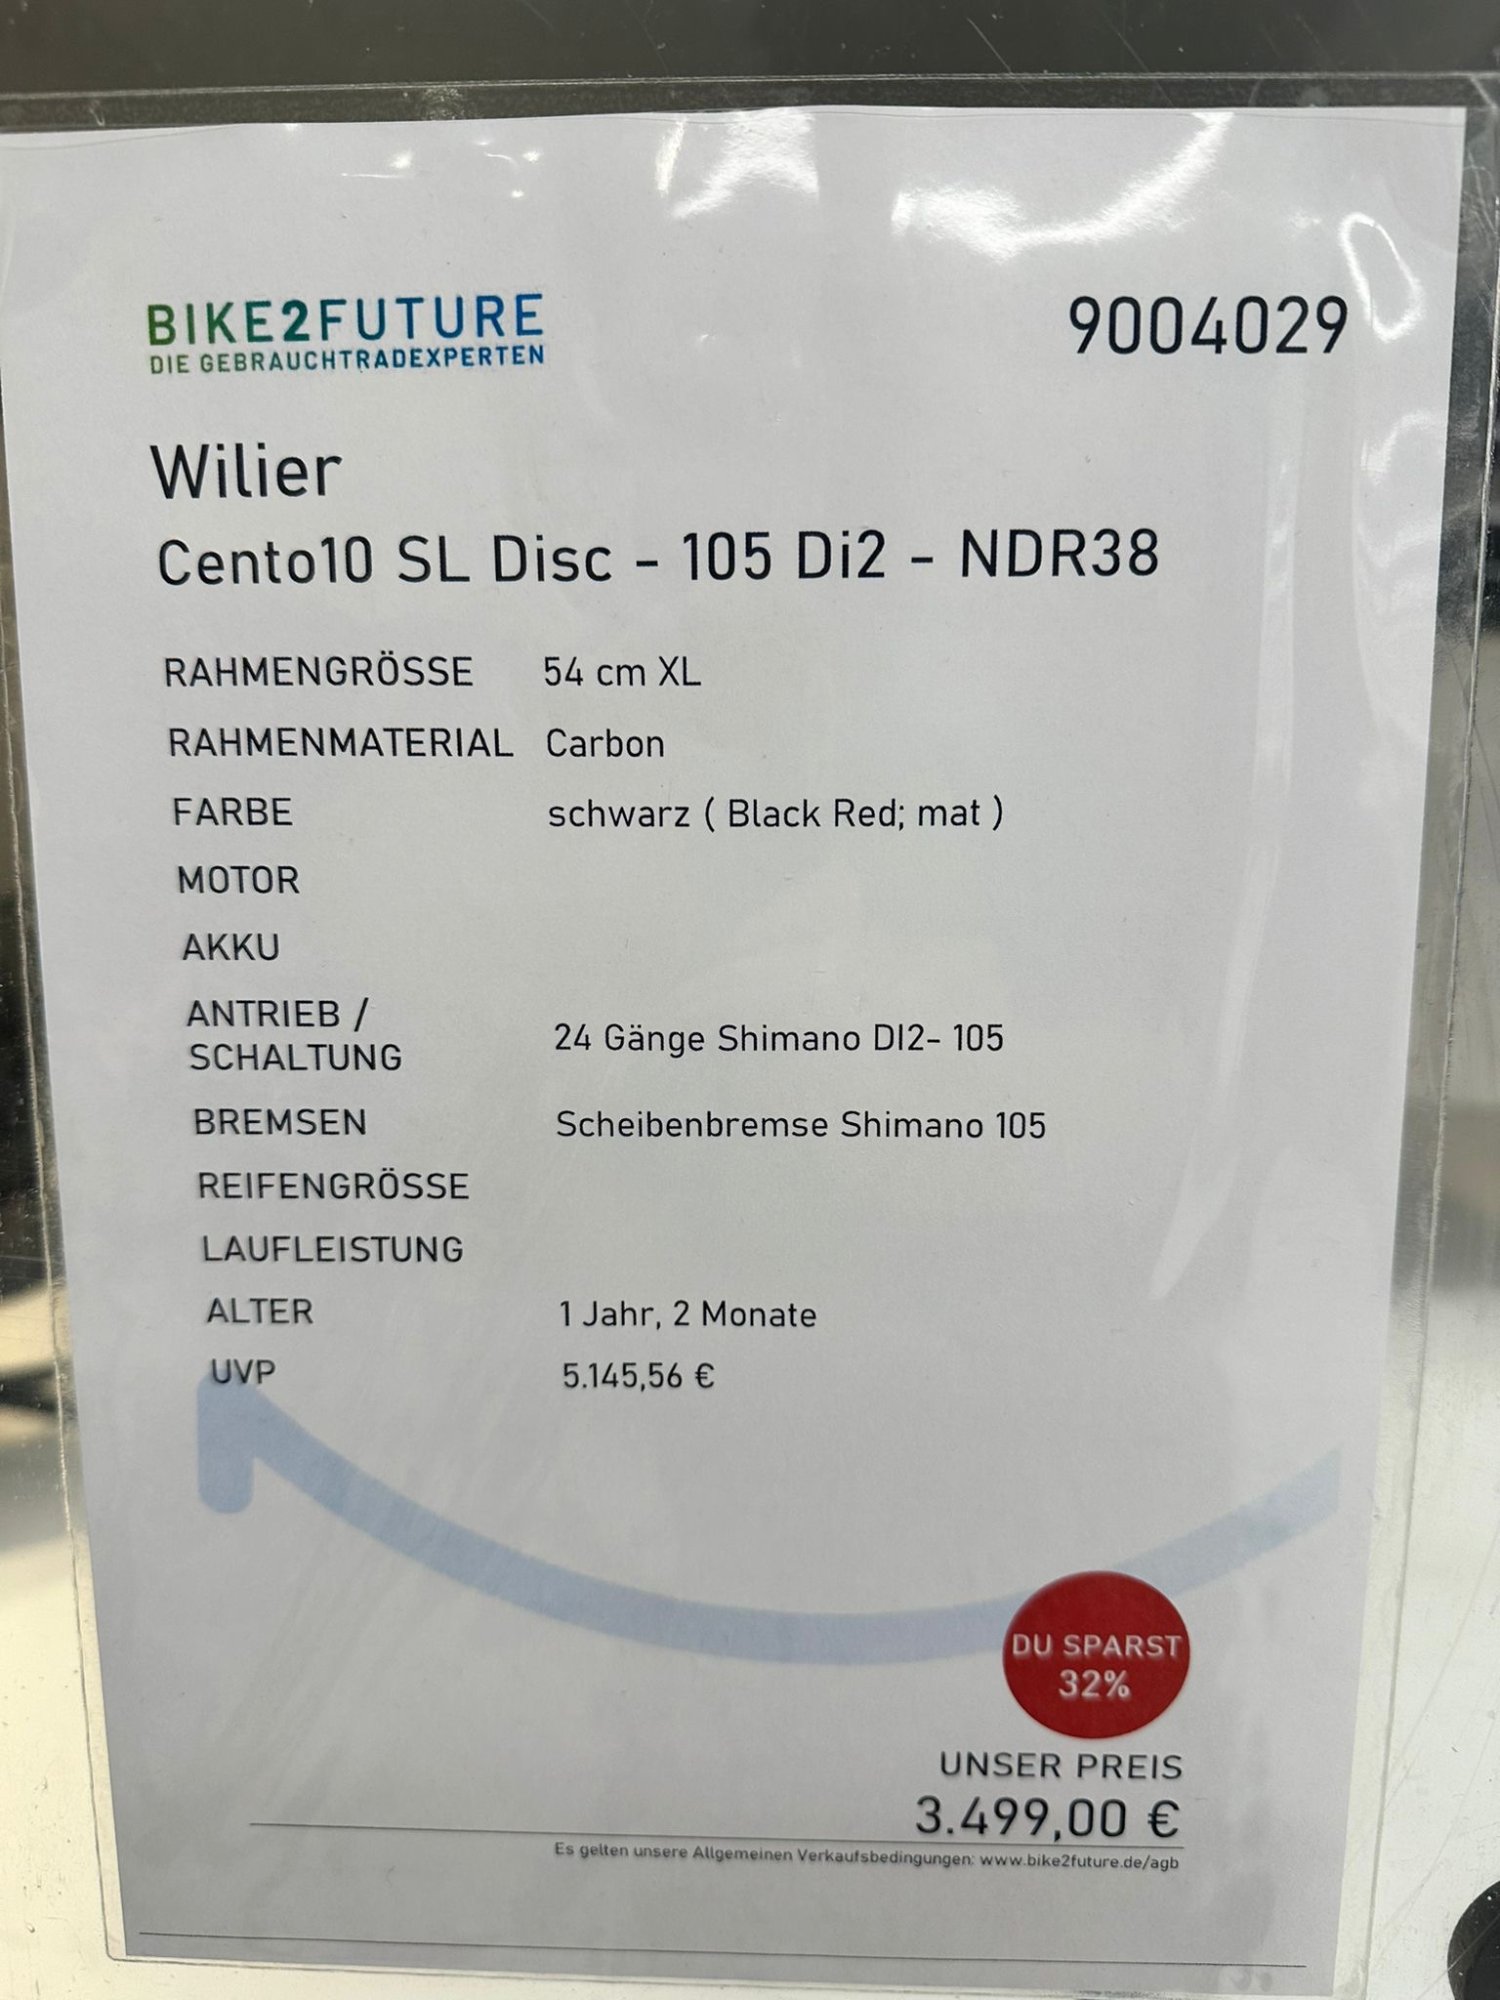 BIKE2FUTURE
DIE GEBRAUCHTRADEXPERTEN
9004029
Wilier
Cento10 SL Disc - 105 Di2 - NDR38
RAHMENGRÖSSE 54 cm XL
RAHMENMATERIAL Carbon
FARBE schwarz ( Black Red; mat )
MOTOR
AKKU
ANTRIEB /
SCHALTUNG 24 Gänge Shimano DI2- 105
BREMSEN Scheibenbremse Shimano 105
REIFENGRÖSSE
LAUFLEISTUNG
ALTER 1 Jahr, 2 Monate
UVP 5.145,56 €
DU SPARST
32%
UNSER PREIS
3.499,00 €
Es gelten unsere Allgemeinen Verkaufsbedingungen: www.bike2future.de/agb